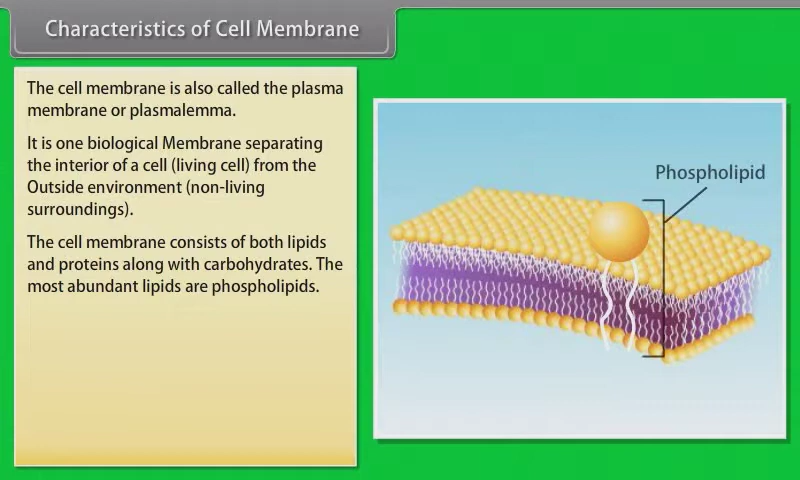 Characteristics of Cell Membrane
The cell membrane is also called the plasma
membrane or plasmalemma.
It is one biological Membrane separating
the interior of a cell (living cell) from the
Outside environment (non-living
surroundings).
The cell membrane consists of both lipids
and proteins along with carbohydrates. The
most abundant lipids are phospholipids.
Phospholipid